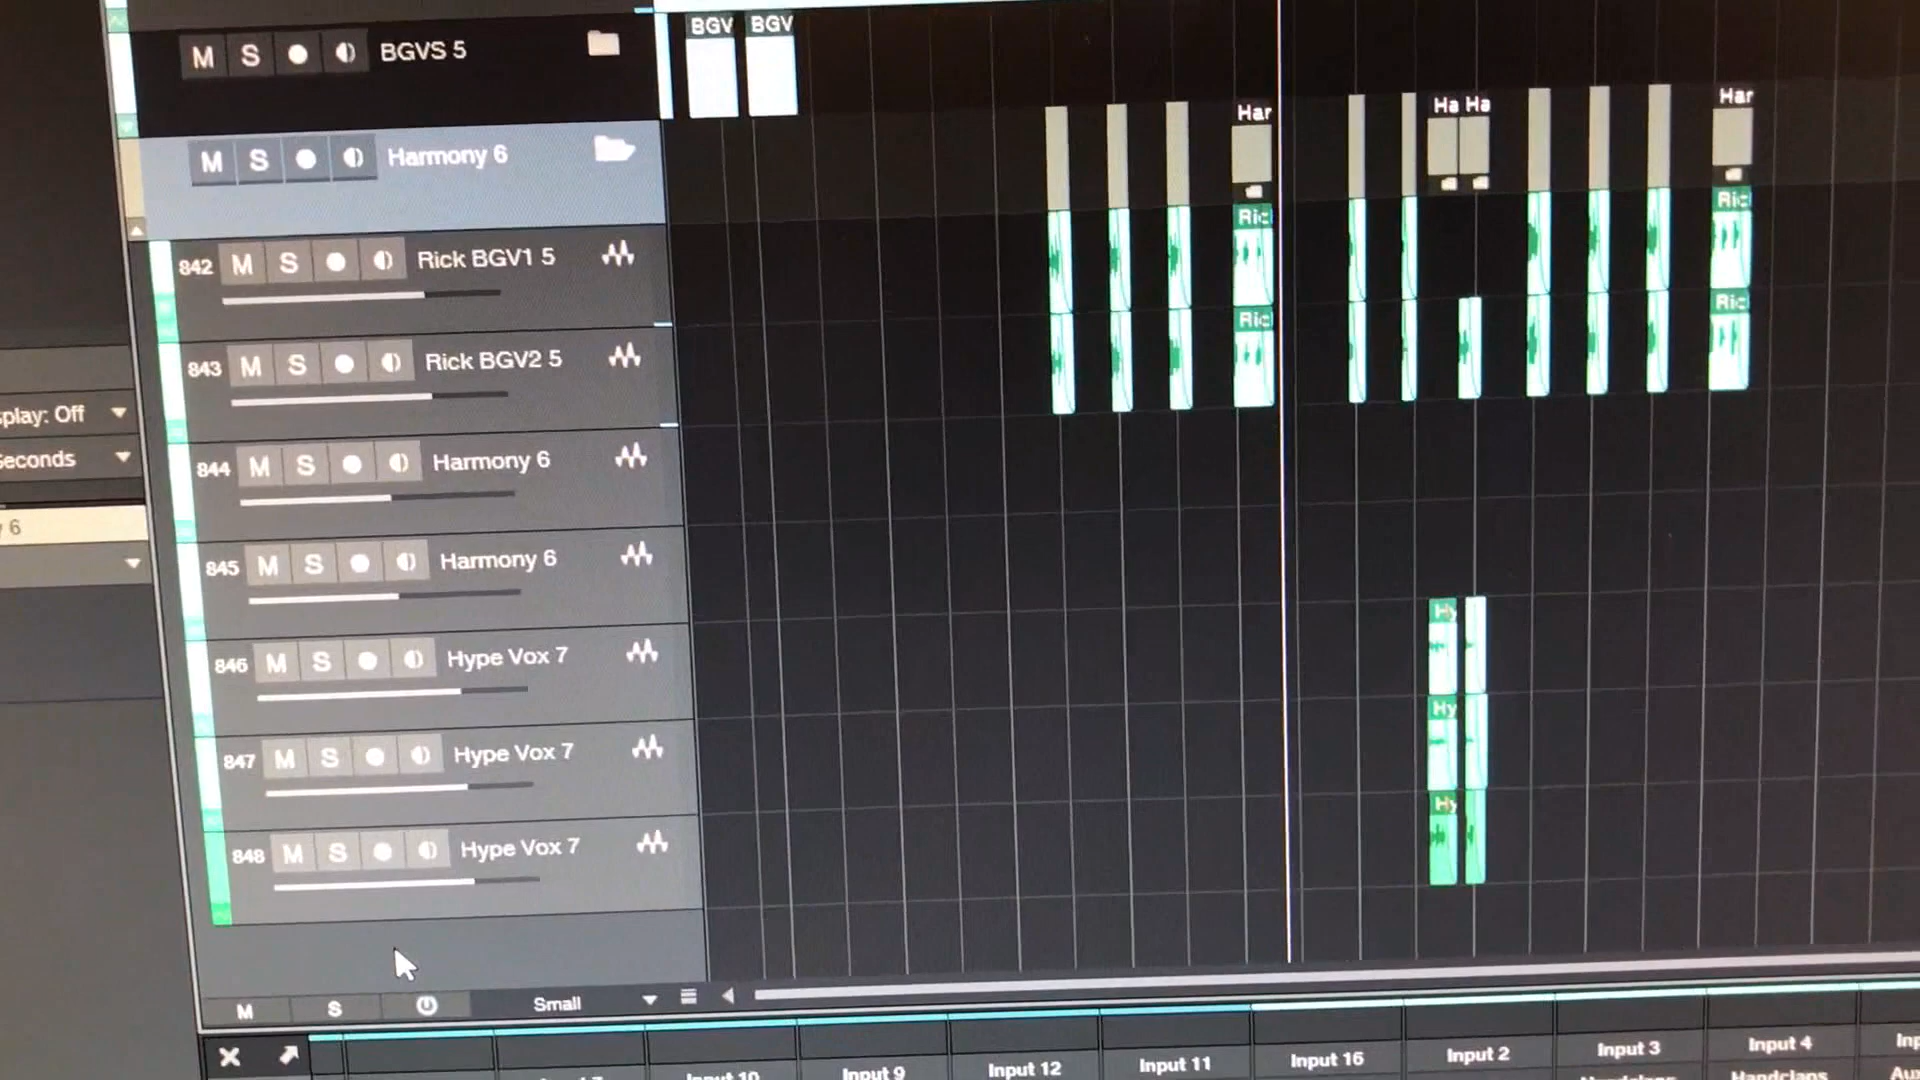 BGV BGV
M S BGVS 5
Har Ha Ha Har
M S Harmony 6
Ric Ric
842 M S Rick BGV1 5
Ric Ric
843 M S Rick BGV2 5
splay: Off
844 M S Harmony 6
Seconds
6
845 M S Harmony 6
Hy
846 M S Hype Vox 7
Hy
847 M S Hype Vox 7
Hy
848 M S Hype Vox 7
M S Small
Input 10 Input 9 Input 12 Input 11 Input 16 Input 2 Input 3 Input 4 Inp
Handclaps Handclaps Aux